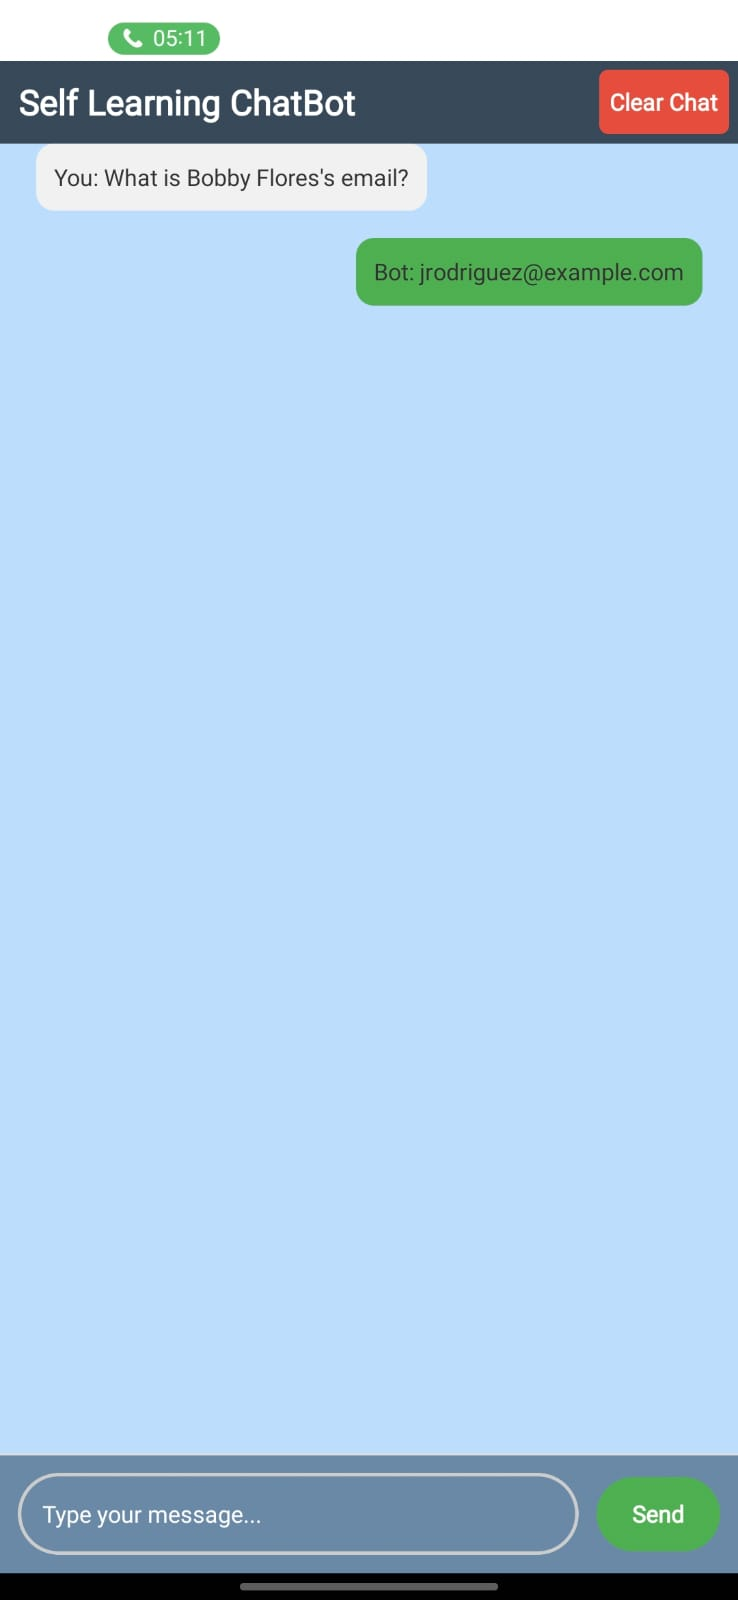 05:11
Self Learning ChatBot
Clear Chat
You: What is Bobby Flores's email?
Bot: jrodriguez@example.com
Type your message...
Send